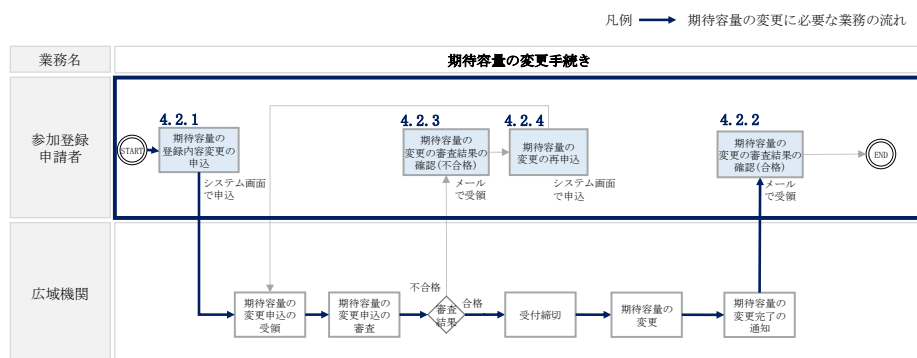 凡例 期待容量の変更に必要な業務の流れ
業務名
期待容量の変更手続き
参加登録
申請者
START
4.2.1
期待容量の
登録内容変更の
申込
システム画面
で申込
4.2.3
期待容量の
変更の審査結果の
確認(不合格)
メール
で受領
4.2.4
期待容量の
変更の再申込
システム画面
で申込
4.2.2
期待容量の
変更の審査結果の
確認(合格)
メール
で受領
END
広域機関
期待容量の
変更申込の
受領
期待容量の
変更申込の
審査
不合格
審査
結果
合格
受付締切
期待容量の
変更
期待容量の
変更完了の
通知